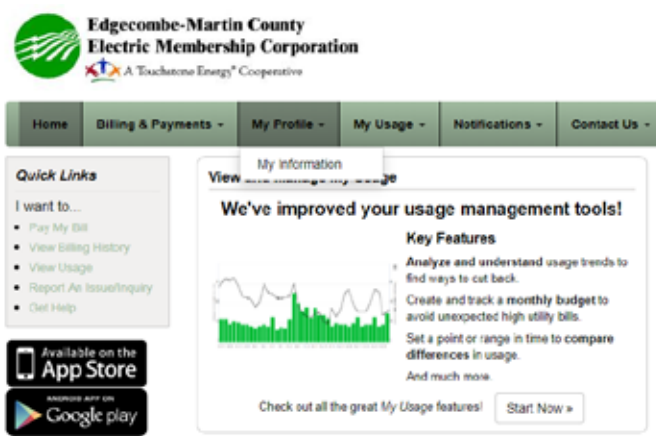 Edgecombe-Martin County
Electric Membership Corporation
A Touchstone Energy® Cooperative
Home Billing & Payments My Profile My Usage Notifications Contact Us
My Information
Quick Links
I want to...
Pay My Bill
View Billing History
View Usage
Report An Issue/Inquiry
Get Help
Available on the
App Store
ANDROID APP ON
Google play
View and Manage My Usage
We've improved your usage management tools!
Key Features
Analyze and understand usage trends to
find ways to cut back.
Create and track a monthly budget to
avoid unexpected high utility bills.
Set a point or range in time to compare
differences in usage.
And much more.
Check out all the great My Usage features! Start Now »